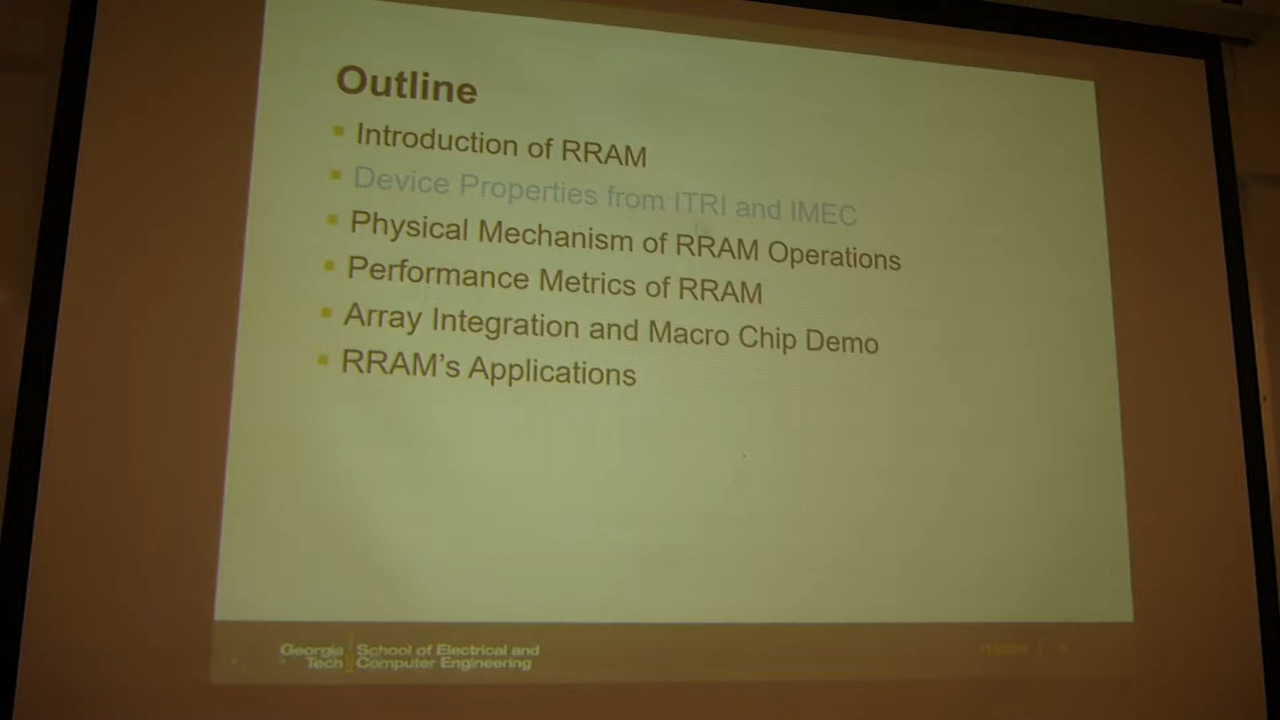 Outline
Introduction of RRAM
Device Properties from ITRI and IMEC
Physical Mechanism of RRAM Operations
Performance Metrics of RRAM
Array Integration and Macro Chip Demo
RRAM's Applications
Georgia Tech
School of Electrical and
Computer Engineering